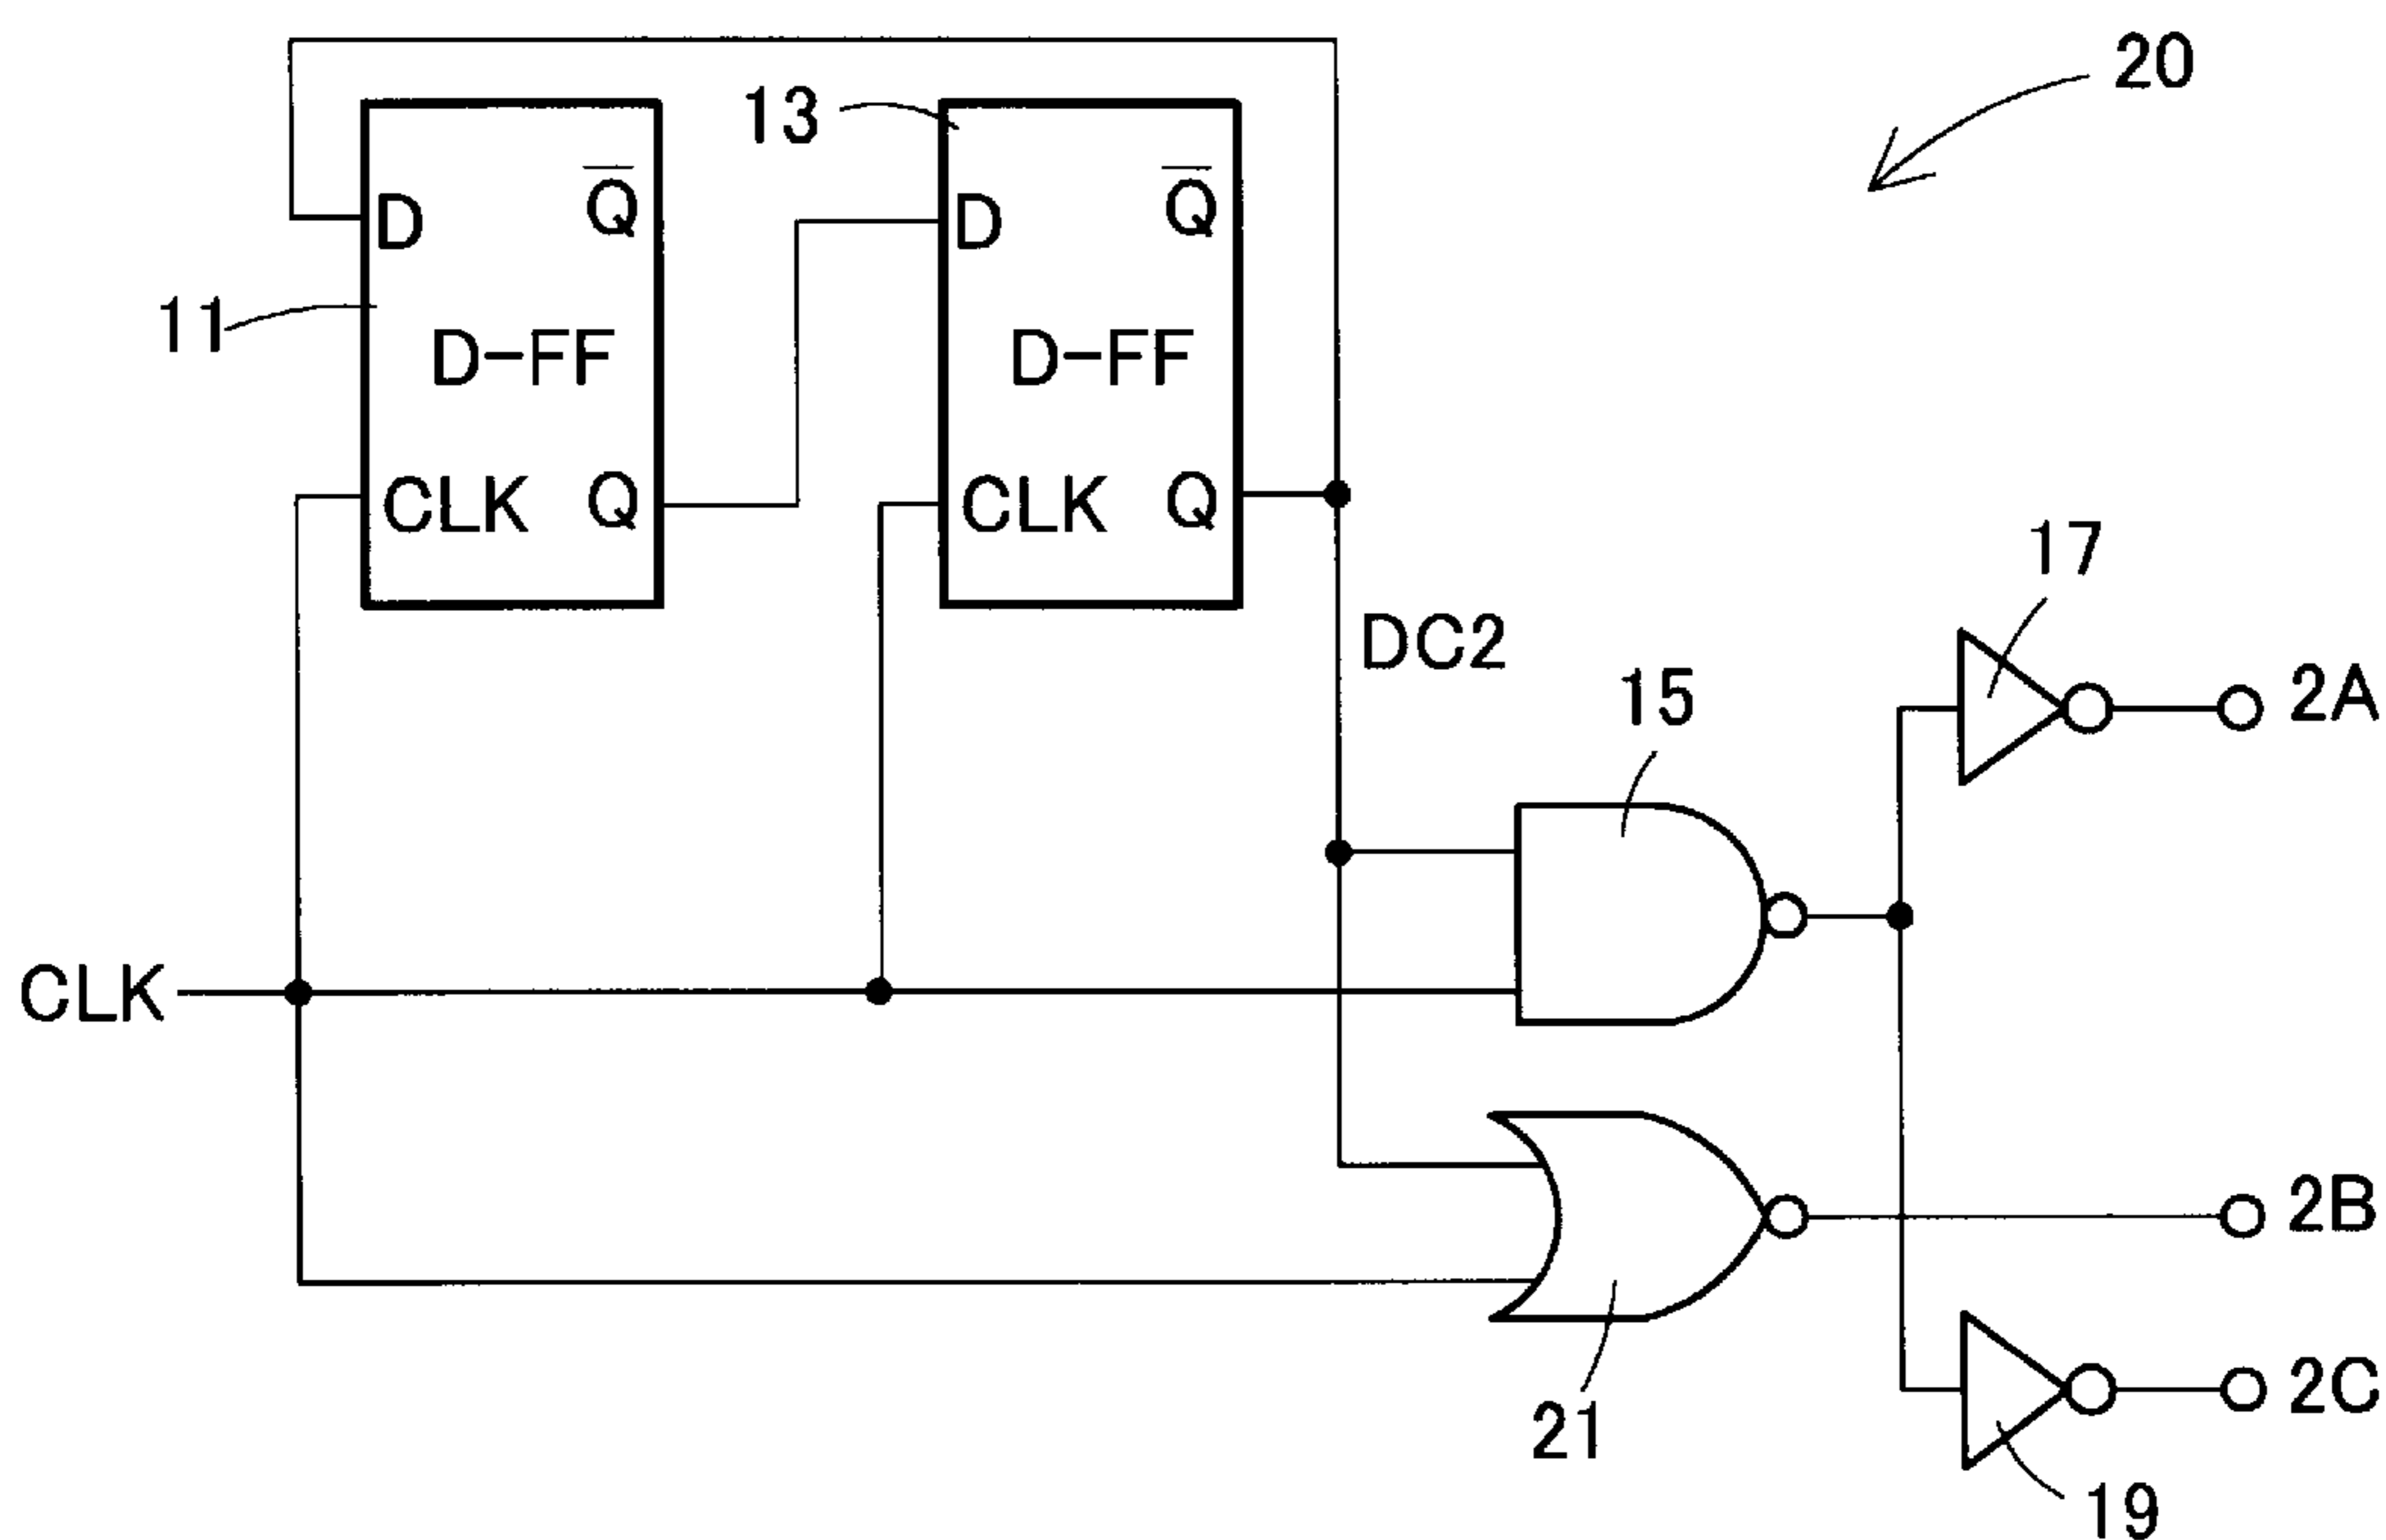 20
13
D Q̅
D Q̅
11
D-FF
D-FF
CLK Q
CLK Q
17
DC2
15
2A
CLK
2B
21
2C
19